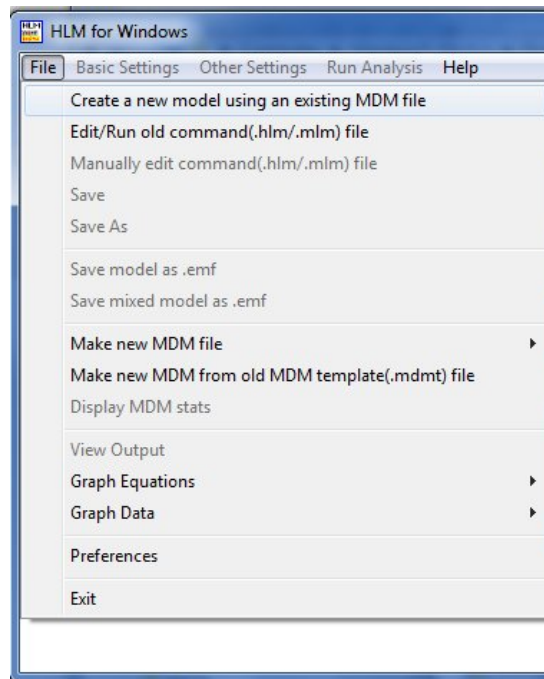 HLM for Windows
File Basic Settings Other Settings Run Analysis Help
Create a new model using an existing MDM file
Edit/Run old command(.hlm/.mlm) file
Manually edit command(.hlm/.mlm) file
Save
Save As
Save model as .emf
Save mixed model as .emf
Make new MDM file
Make new MDM from old MDM template(.mdmt) file
Display MDM stats
View Output
Graph Equations
Graph Data
Preferences
Exit